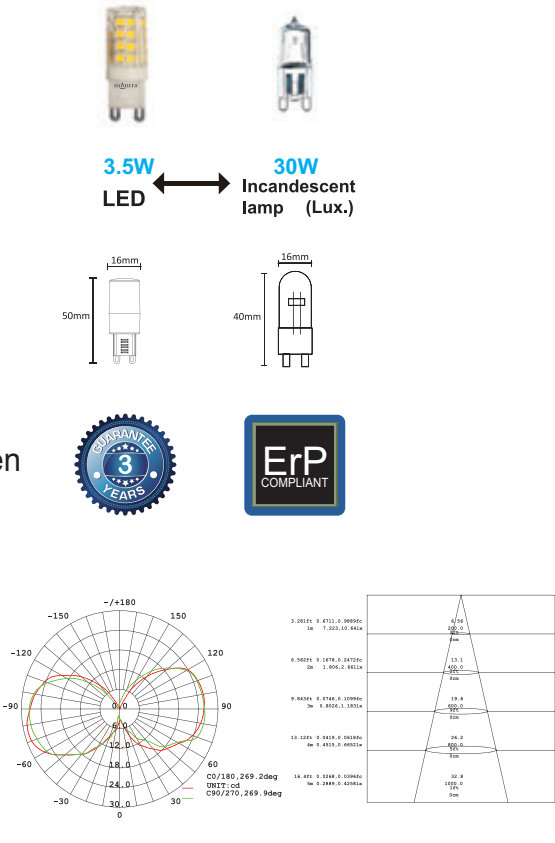 3.5W
LED
30W
Incandescent
lamp (Lux.)
16mm
50mm
16mm
40mm
en
GUARANTEE
3
YEARS
ErP
COMPLIANT
-/+180
-150
150
-120
120
-90
90
-60
60
-30
30
0
0.0
6.0
12.0
18.0
24.0
30.0
C0/180,269.2deg
UNIT:cd
C90/270,269.9deg
3.281ft 0.6711,0.9889fc
1m 7.223,10.64lx
6.56
200.0
0cm
6.562ft 0.1678,0.2472fc
2m 1.806,2.661lx
13.1
400.0
0cm
9.843ft 0.0746,0.1099fc
3m 0.8026,1.183lx
19.6
600.0
0cm
13.12ft 0.0419,0.0618fc
4m 0.4515,0.6652lx
26.2
800.0
0cm
16.4ft 0.0268,0.0396fc
5m 0.2889,0.4258lx
32.8
1000.0
0cm